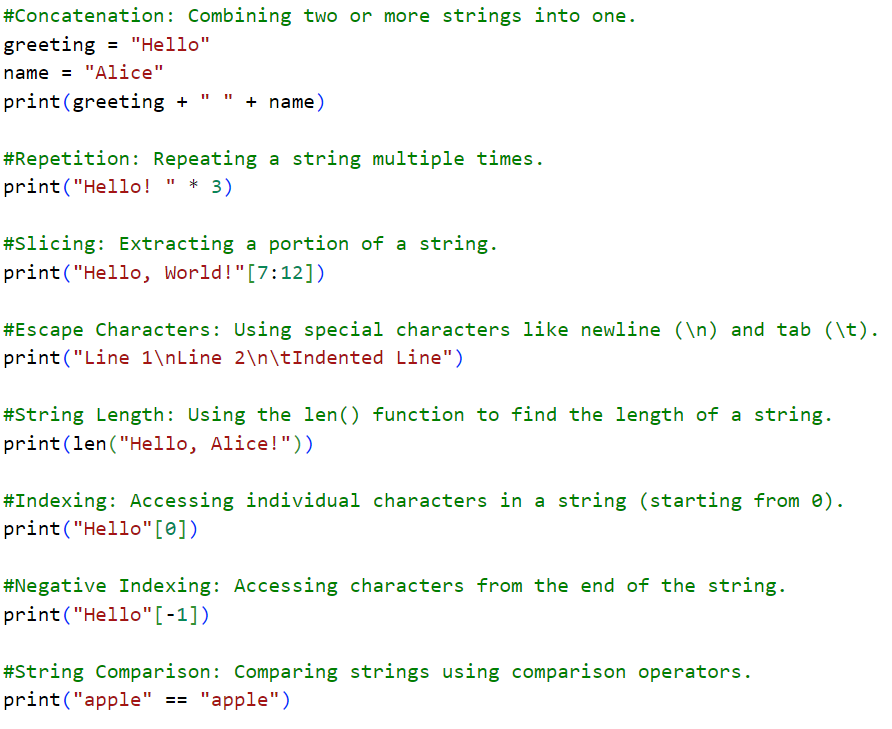 #Concatenation: Combining two or more strings into one.
greeting = "Hello"
name = "Alice"
print(greeting + " " + name)
#Repetition: Repeating a string multiple times.
print("Hello! " * 3)
#Slicing: Extracting a portion of a string.
print("Hello, World!"[7:12])
#Escape Characters: Using special characters like newline (\n) and tab (\t).
print("Line 1\nLine 2\n\tIndented Line")
#String Length: Using the len() function to find the length of a string.
print(len("Hello, Alice!"))
#Indexing: Accessing individual characters in a string (starting from 0).
print("Hello"[0])
#Negative Indexing: Accessing characters from the end of the string.
print("Hello"[-1])
#String Comparison: Comparing strings using comparison operators.
print("apple" == "apple")